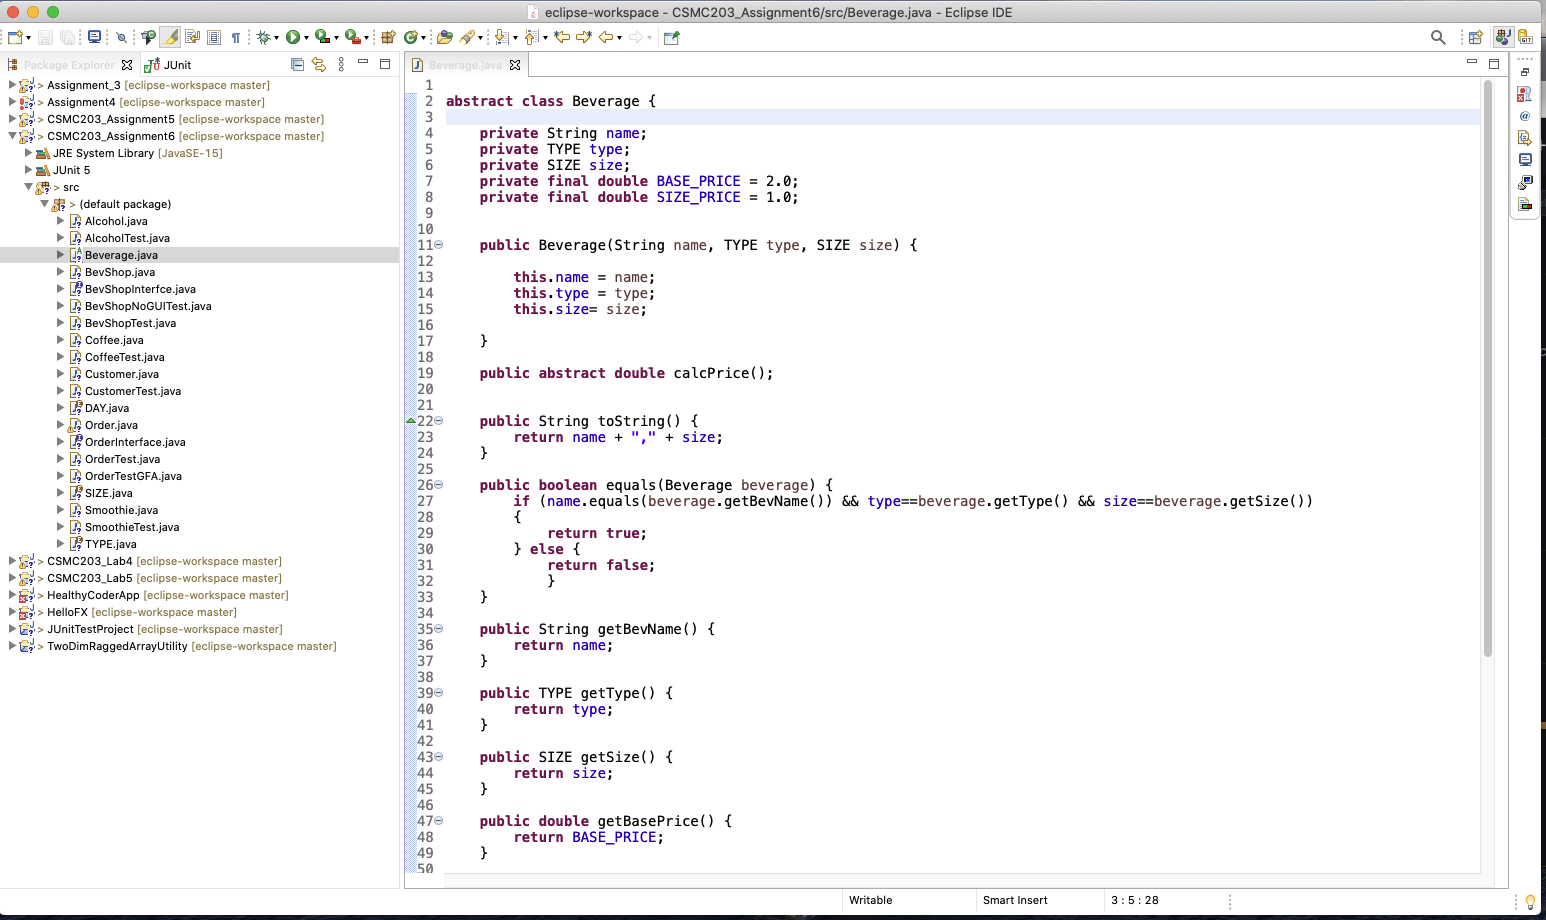 eclipse-workspace - CSMC203_Assignment6/src/Beverage.java - Eclipse IDE
Package Explorer
JUnit
> Assignment_3 [eclipse-workspace master]
> Assignment4 [eclipse-workspace master]
> CSMC203_Assignment5 [eclipse-workspace master]
> CSMC203_Assignment6 [eclipse-workspace master]
JRE System Library [JavaSE-15]
JUnit 5
> src
> (default package)
Alcohol.java
AlcoholTest.java
Beverage.java
BevShop.java
BevShopInterfce.java
BevShopNoGUITest.java
BevShopTest.java
Coffee.java
CoffeeTest.java
Customer.java
CustomerTest.java
DAY.java
Order.java
OrderInterface.java
OrderTest.java
OrderTestGFA.java
SIZE.java
Smoothie.java
SmoothieTest.java
TYPE.java
> CSMC203_Lab4 [eclipse-workspace master]
> CSMC203_Lab5 [eclipse-workspace master]
> HealthyCoderApp [eclipse-workspace master]
> HelloFX [eclipse-workspace master]
> JUnitTestProject [eclipse-workspace master]
> TwoDimRaggedArrayUtility [eclipse-workspace master]
Beverage.java
1
2 abstract class Beverage {
3
4 private String name;
5 private TYPE type;
6 private SIZE size;
7 private final double BASE_PRICE = 2.0;
8 private final double SIZE_PRICE = 1.0;
9
10
11 public Beverage(String name, TYPE type, SIZE size) {
12
13 this.name = name;
14 this.type = type;
15 this.size= size;
16
17 }
18
19 public abstract double calcPrice();
20
21
22 public String toString() {
23 return name + "," + size;
24 }
25
26 public boolean equals(Beverage beverage) {
27 if (name.equals(beverage.getBevName()) && type==beverage.getType() && size==beverage.getSize())
28 {
29 return true;
30 } else {
31 return false;
32 }
33 }
34
35 public String getBevName() {
36 return name;
37 }
38
39 public TYPE getType() {
40 return type;
41 }
42
43 public SIZE getSize() {
44 return size;
45 }
46
47 public double getBasePrice() {
48 return BASE_PRICE;
49 }
50
Writable
Smart Insert
3 : 5 : 28